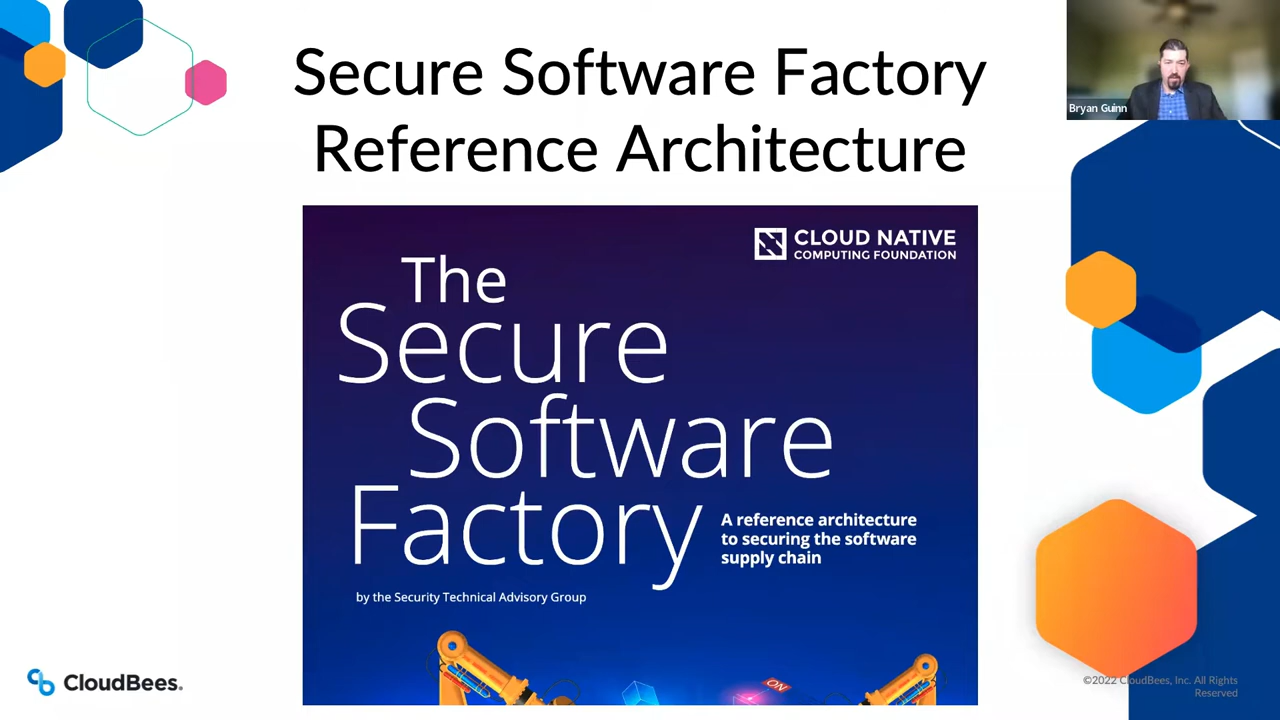 Secure Software Factory
Reference Architecture
Bryan Guinn
CLOUD NATIVE
COMPUTING FOUNDATION
The
Secure
Software
Factory
A reference architecture
to securing the software
supply chain
by the Security Technical Advisory Group
ON
CloudBees.
©2022 CloudBees, Inc. All Rights
Reserved